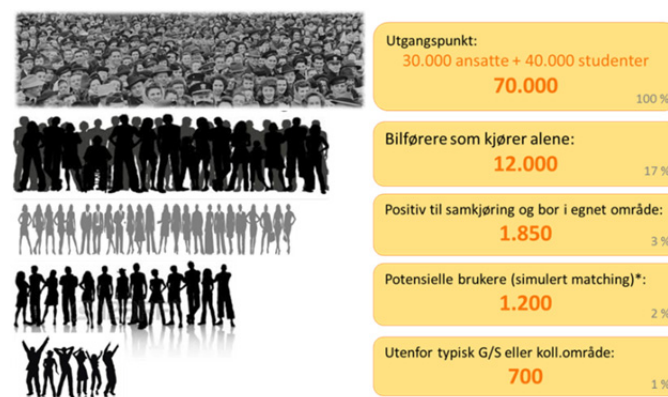 Utgangspunkt:
30.000 ansatte + 40.000 studenter
70.000
100 %
Bilførere som kjører alene:
12.000
17 %
Positiv til samkjøring og bor i egnet område:
1.850
3 %
Potensielle brukere (simulert matching)*:
1.200
2 %
Utenfor typisk G/S eller koll.område:
700
1 %